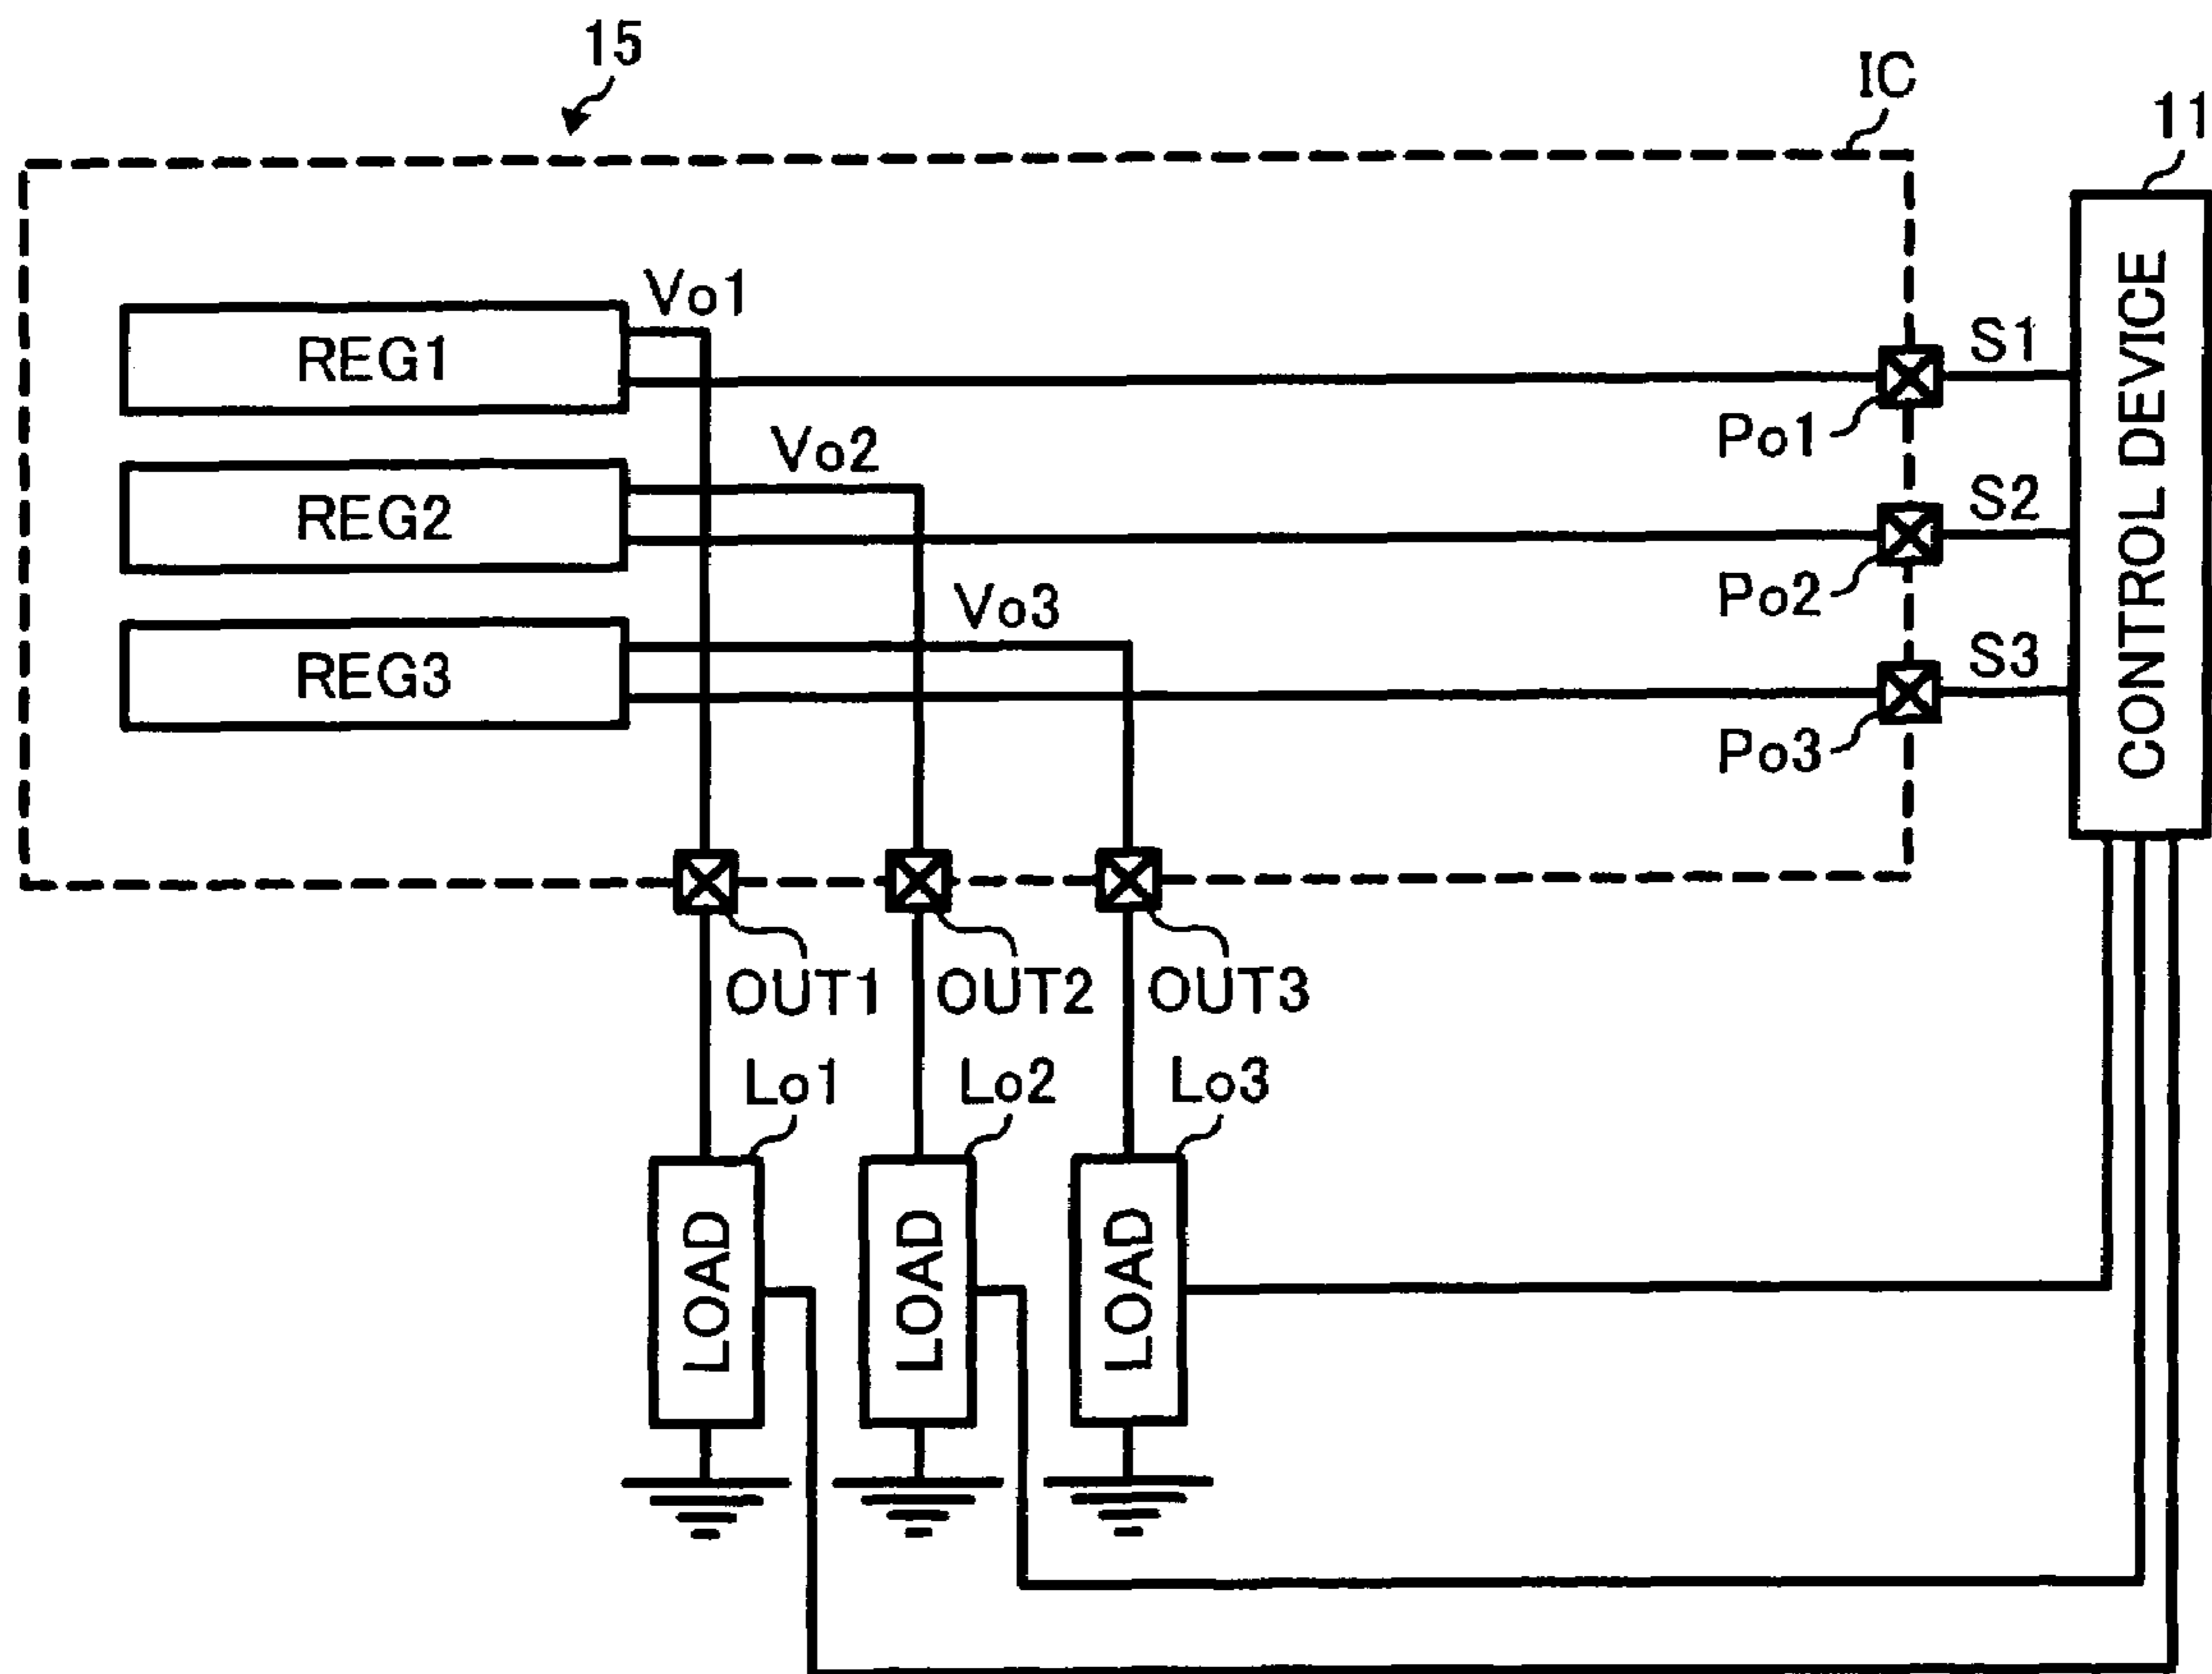 15
IC
11
Vo1
REG1
S1
Po1
Vo2
REG2
S2
Po2
Vo3
REG3
S3
Po3
CONTROL DEVICE
OUT1
OUT2
OUT3
Lo1
Lo2
Lo3
LOAD
LOAD
LOAD